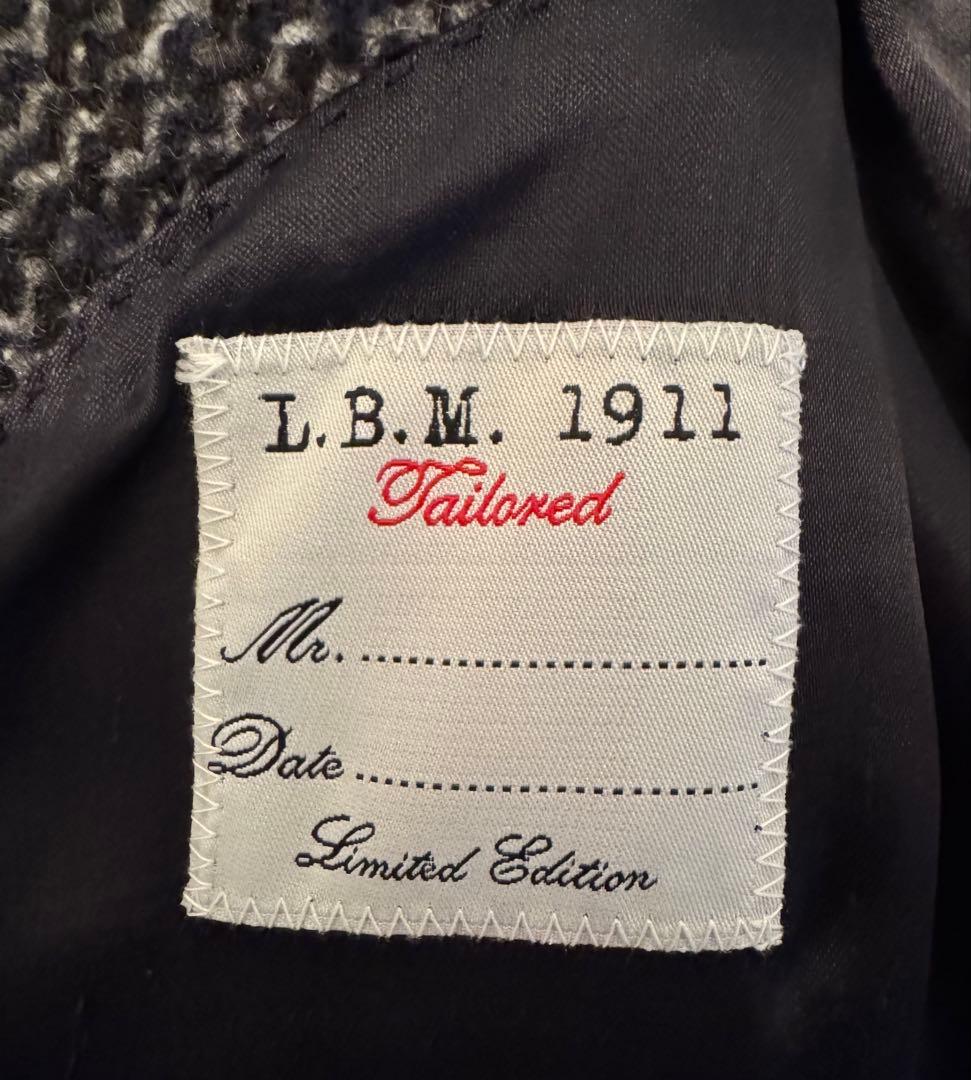 L.B.M. 1911
Tailored
Mr. ........................................
Date ........................................
Limited Edition